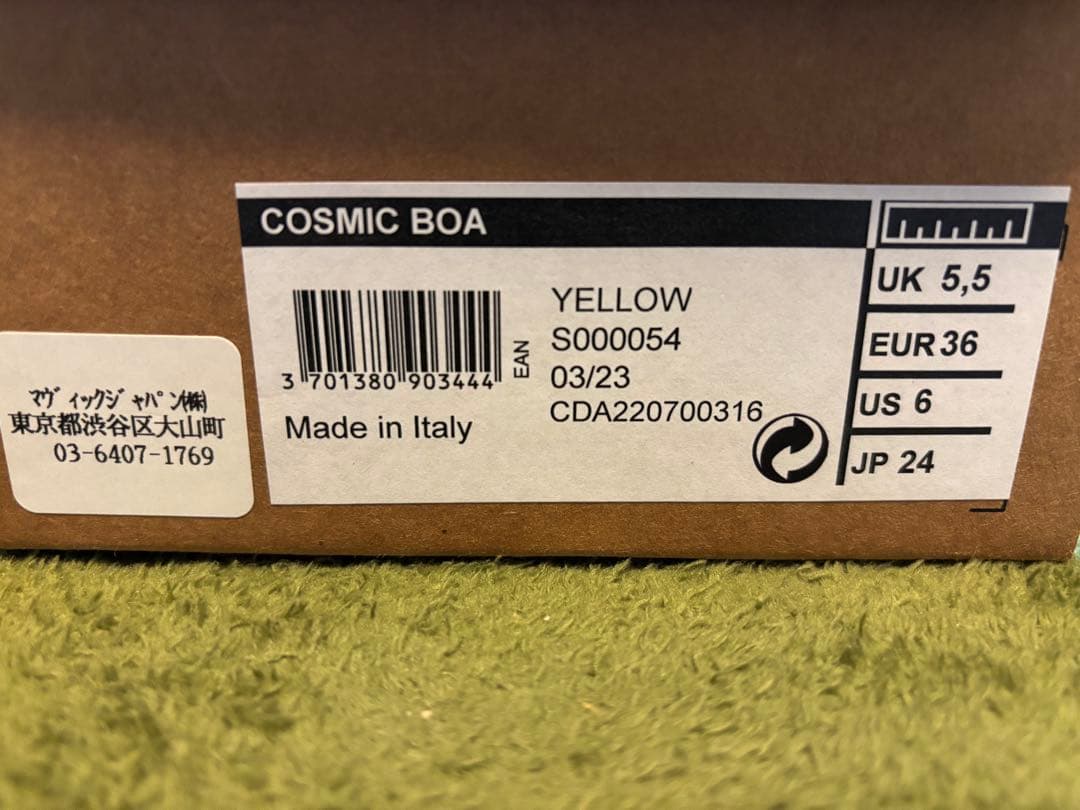 COSMIC BOA
3 701380 903444
EAN
Made in Italy
YELLOW
S000054
03/23
CDA220700316
UK 5,5
EUR 36
US 6
JP 24
ﾏｳﾞｨｯｸｼﾞｬﾊﾟﾝ㈱
東京都渋谷区大山町
03-6407-1769